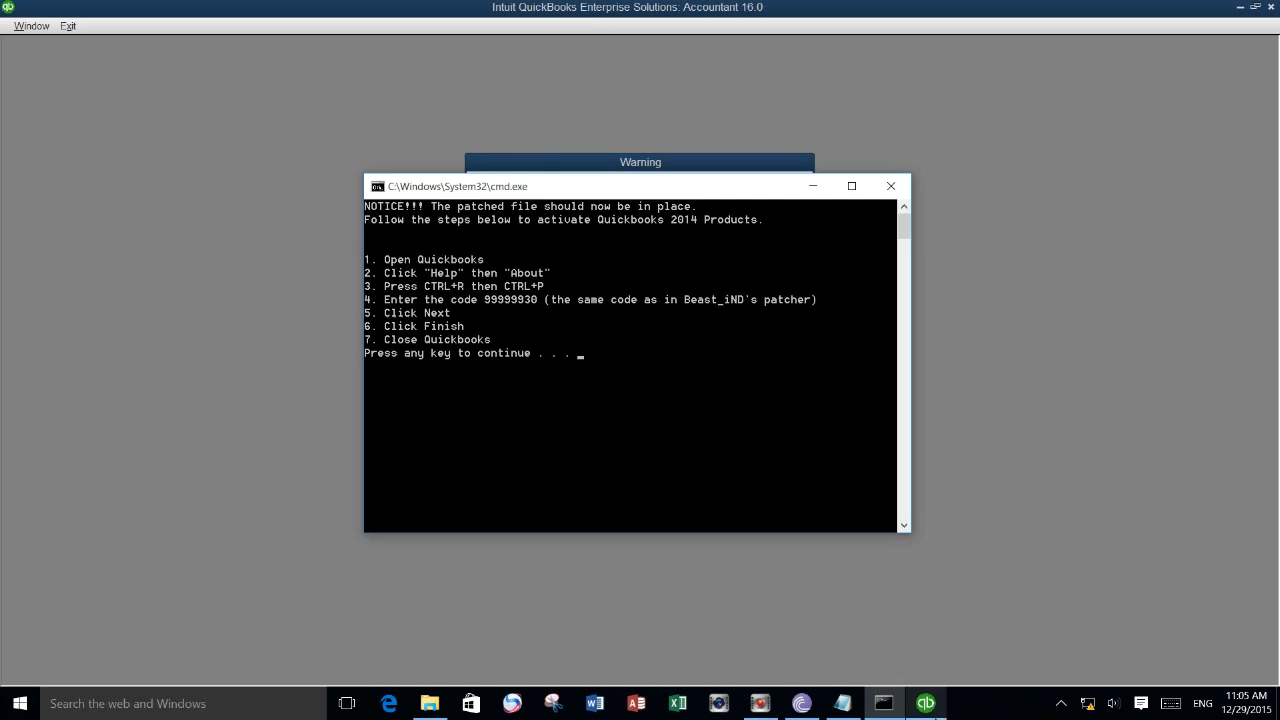 Intuit QuickBooks Enterprise Solutions: Accountant 16.0
Window Exit
Warning
C:\Windows\System32\cmd.exe
NOTICE!!! The patched file should now be in place.
Follow the steps below to activate Quickbooks 2014 Products.
1. Open Quickbooks
2. Click "Help" then "About"
3. Press CTRL+R then CTRL+P
4. Enter the code 99999930 (the same code as in Beast_iND's patcher)
5. Click Next
6. Click Finish
7. Close Quickbooks
Press any key to continue . . . _
Search the web and Windows
ENG
11:05 AM
12/29/2015